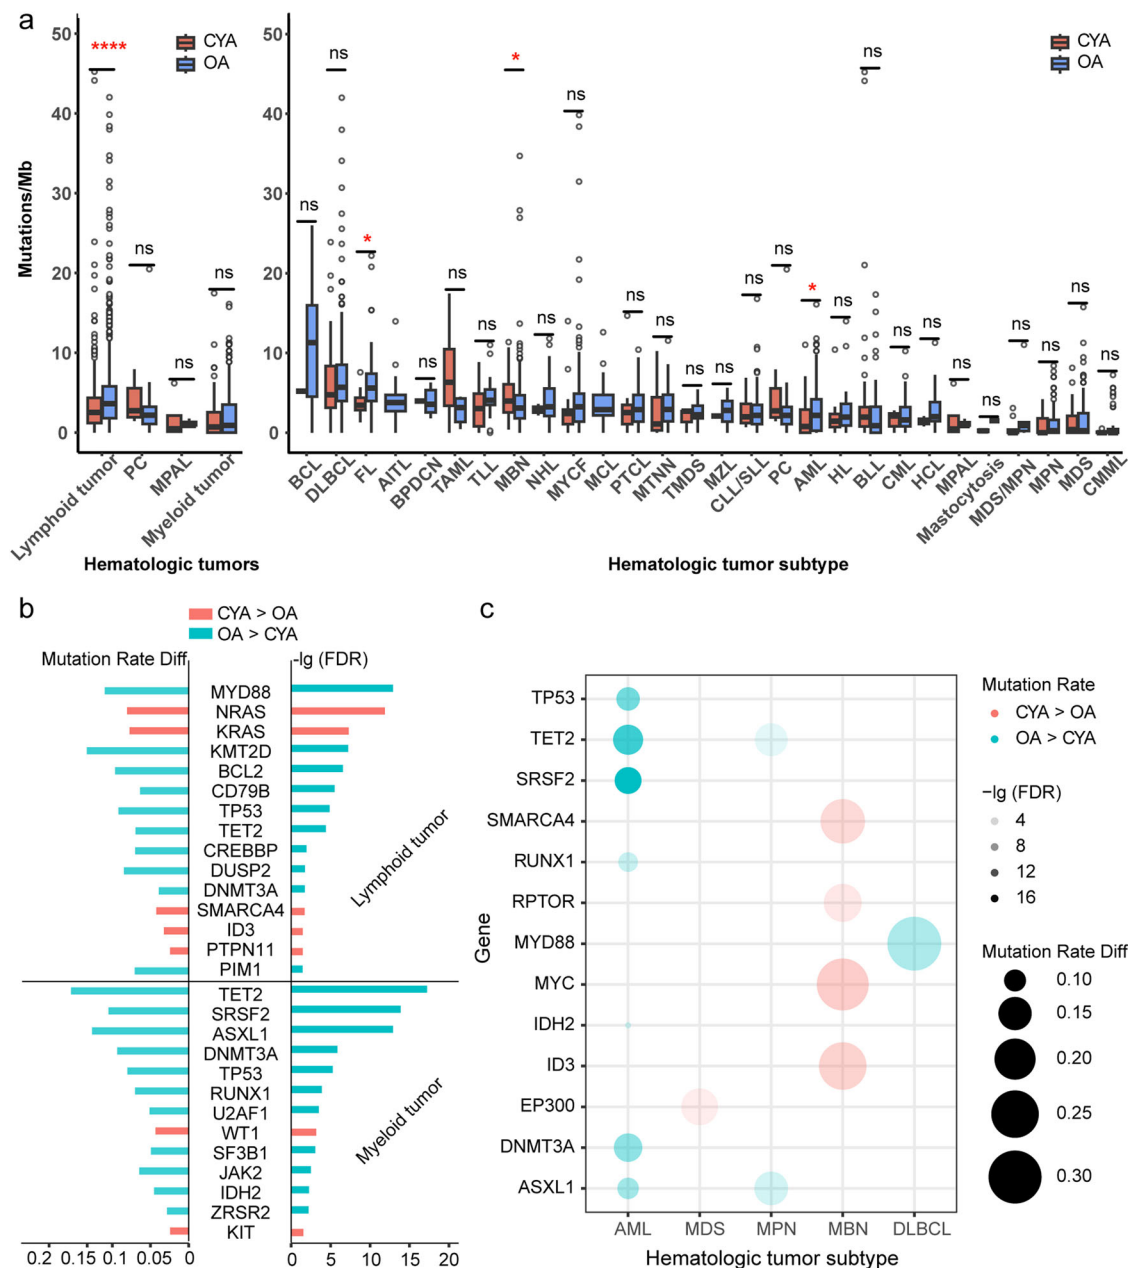 a
50
40
30
20
10
0
Mutations/Mb
****
ns
ns
ns
CYA
OA
Lymphoid tumor
PC
MPAL
Myeloid tumor
Hematologic tumors
50
40
30
20
10
0
ns
ns
*
ns
ns
ns
*
ns
ns
ns
ns
ns
ns
ns
ns
*
ns
ns
ns
ns
ns
ns
ns
ns
ns
ns
CYA
OA
BCL
DLBCL
FL
AITL
BPDCN
TAML
TLL
MBN
NHL
MYCF
MCL
PTCL
MTNN
TMDS
MZL
CLL/SLL
PC
AML
HL
BLL
CML
HCL
MPAL
Mastocytosis
MDS/MPN
MPN
MDS
CMML
Hematologic tumor subtype
b
CYA > OA
OA > CYA
Mutation Rate Diff
-lg (FDR)
MYD88
NRAS
KRAS
KMT2D
BCL2
CD79B
TP53
TET2
CREBBP
DUSP2
DNMT3A
SMARCA4
ID3
PTPN11
PIM1
Lymphoid tumor
TET2
SRSF2
ASXL1
DNMT3A
TP53
RUNX1
U2AF1
WT1
SF3B1
JAK2
IDH2
ZRSR2
KIT
Myeloid tumor
0.2 0.1 0.05 0
0 5 10 15 20
c
Gene
TP53
TET2
SRSF2
SMARCA4
RUNX1
RPTOR
MYD88
MYC
IDH2
ID3
EP300
DNMT3A
ASXL1
AML MDS MPN MBN DLBCL
Hematologic tumor subtype
Mutation Rate
CYA > OA
OA > CYA
−lg (FDR)
4
8
12
16
Mutation Rate Diff
0.10
0.15
0.20
0.25
0.30